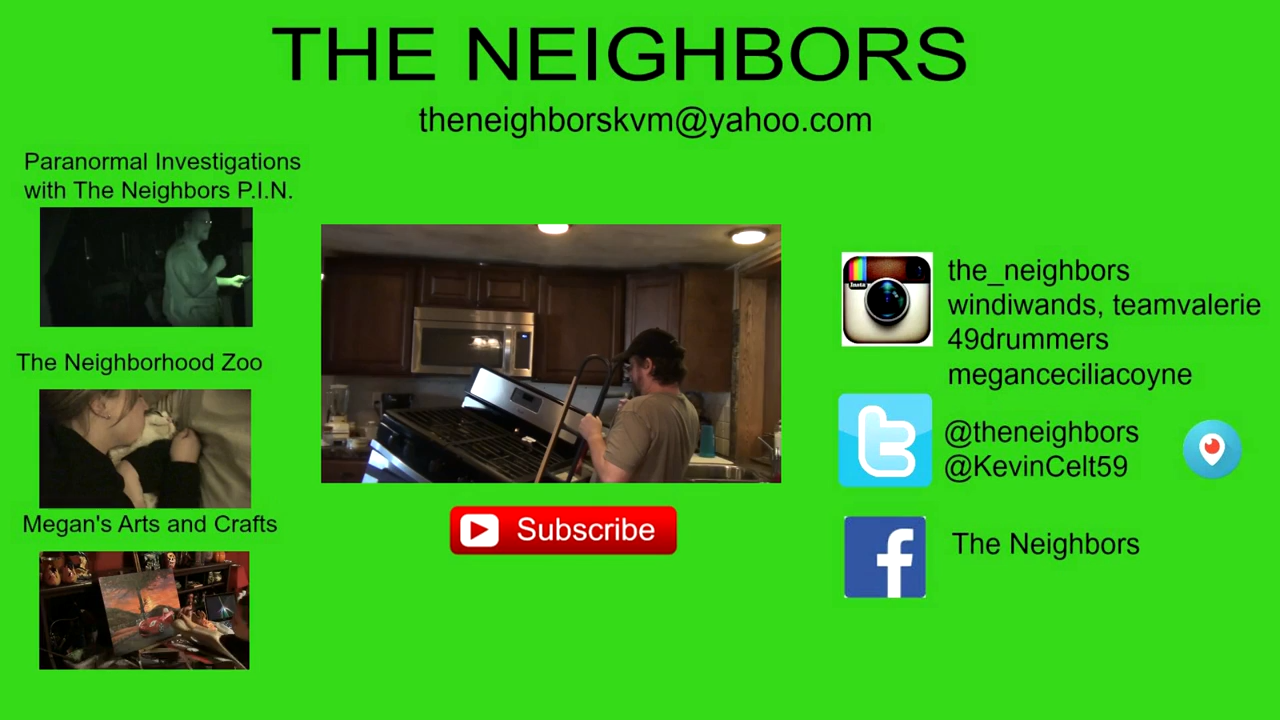 THE NEIGHBORS
theneighborskvm@yahoo.com
Paranormal Investigations
with The Neighbors P.I.N.
The Neighborhood Zoo
Megan's Arts and Crafts
Subscribe
Insta
the_neighbors
windiwands, teamvalerie
49drummers
meganceciliacoyne
@theneighbors
@KevinCelt59
The Neighbors